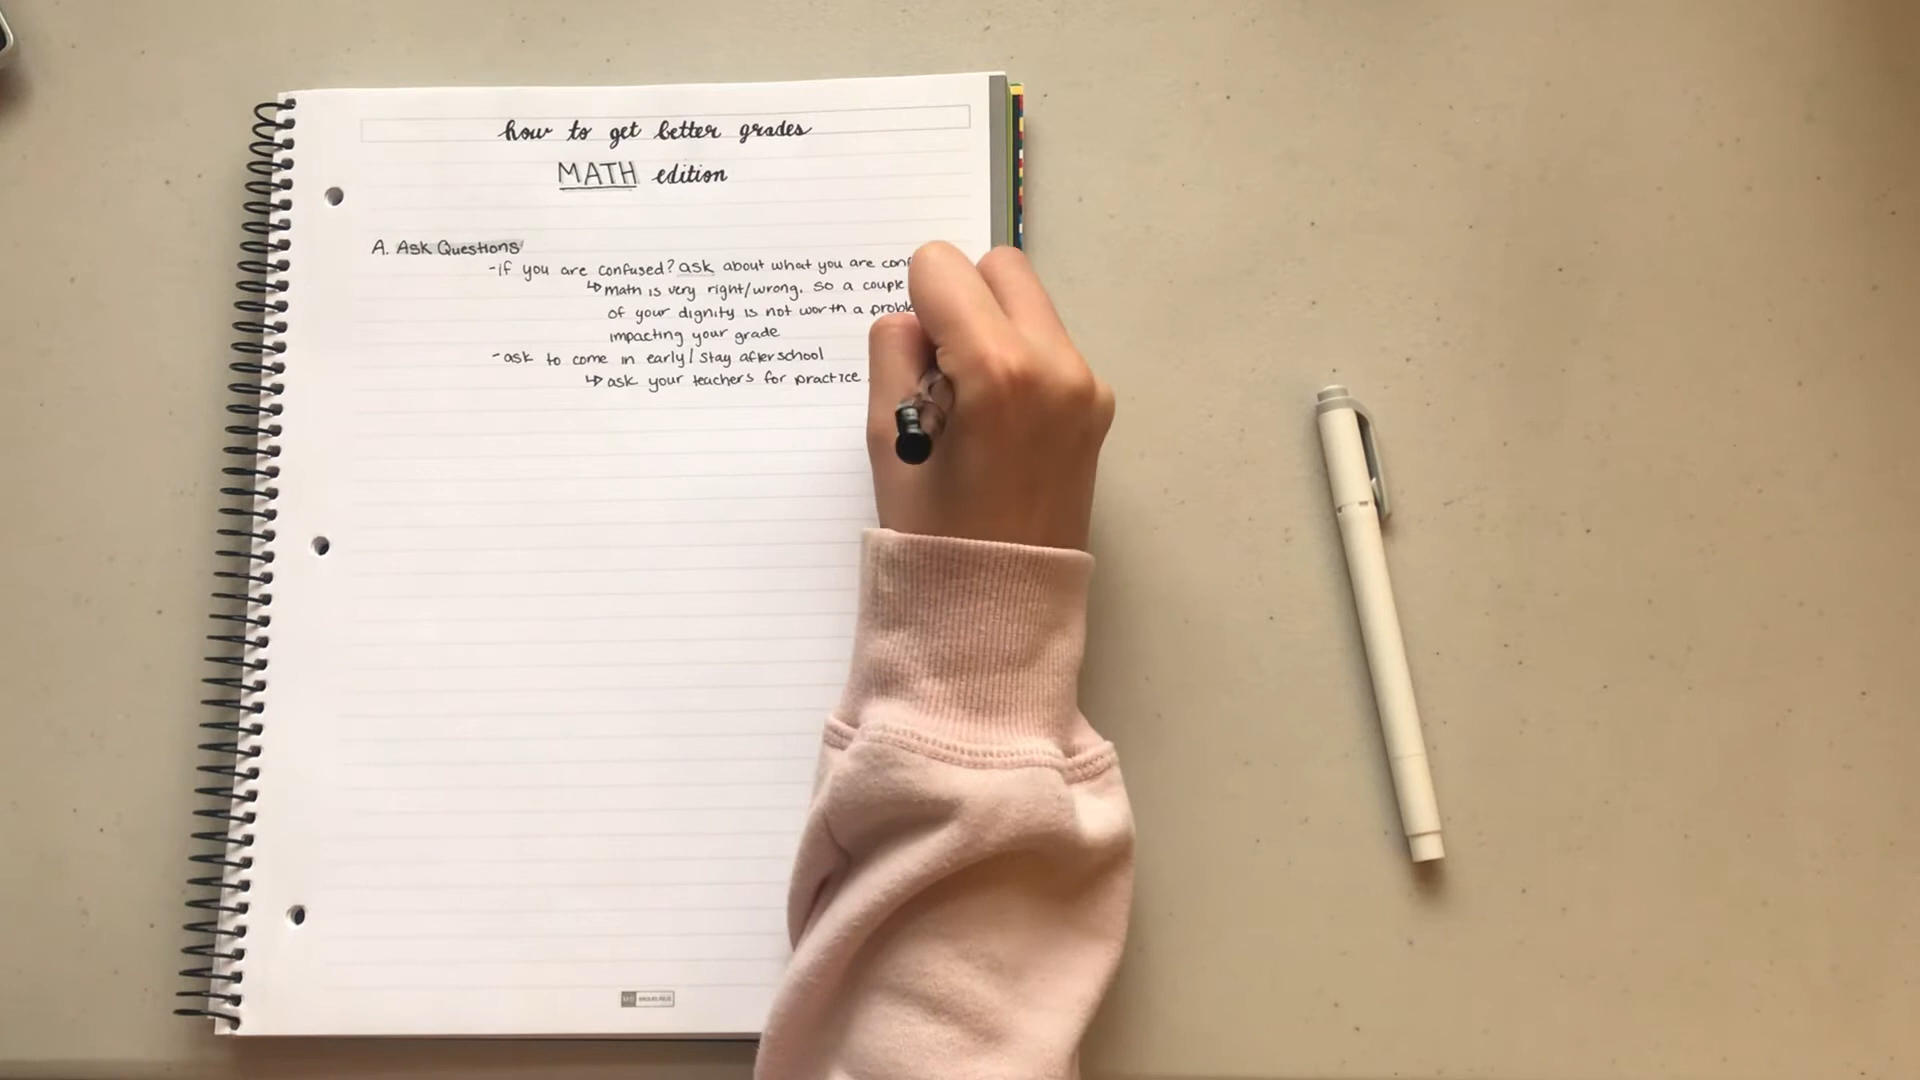 how to get better grades
MATH edition
A. Ask Questions
-if you are confused? ask about what you are
↳ Math is very right/wrong. So a couple
of your dignity is not worth a
impacting your grade
-ask to come in early/stay afterschool
↳ ask your teachers for practice